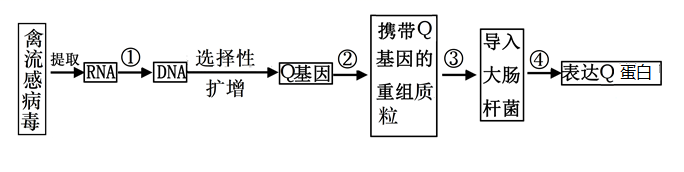 禽流感病毒
提取
RNA
①
DNA
选择性
扩增
Q基因
②
携带Q
基因的
重组质
粒
③
导入
大肠
杆菌
④
表达Q 蛋白